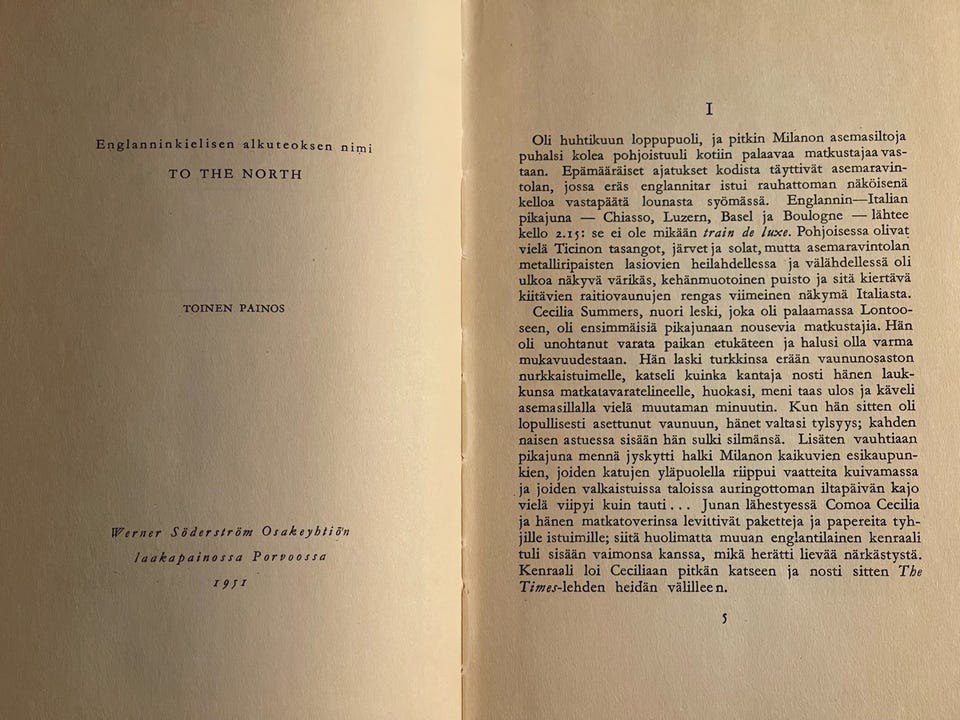 Englanninkielisen alkuteoksen nimi
TO THE NORTH
TOINEN PAINOS
Werner Söderström Osakeyhtiön
laakapainossa Porvoossa
1951
I
Oli huhtikuun loppupuoli, ja pitkin Milanon asemasiltoja
puhalsi kolea pohjoistuuli kotiin palaavaa matkustajaa vas-
taan. Epämääräiset ajatukset kodista täyttivät asemaravin-
tolan, jossa eräs englannitar istui rauhattoman näköisenä
kelloa vastapäätä lounasta syömässä. Englannin—Italian
pikajuna — Chiasso, Luzern, Basel ja Boulogne — lähtee
kello 2.15: se ei ole mikään train de luxe. Pohjoisessa olivat
vielä Ticinon tasangot, järvet ja solat, mutta asemaravintolan
metalliripaisten lasiovien heilahdellessa ja välähdellessä oli
ulkoa näkyvä värikäs, kehänmuotoinen puisto ja sitä kiertävä
kiitävien raitiovaunujen rengas viimeinen näkymä Italiasta.
Cecilia Summers, nuori leski, joka oli palaamassa Lontoo-
seen, oli ensimmäisiä pikajunaan nousevia matkustajia. Hän
oli unohtanut varata paikan etukäteen ja halusi olla varma
mukavuudestaan. Hän laski turkkinsa erään vaununosaston
nurkkaistuimelle, katseli kuinka kantaja nosti hänen lauk-
kunsa matkatavaratelineelle, huokasi, meni taas ulos ja käveli
asemasillalla vielä muutaman minuutin. Kun hän sitten oli
lopullisesti asettunut vaunuun, hänet valtasi tylsyys; kahden
naisen astuessa sisään hän sulki silmänsä. Lisäten vauhtiaan
pikajuna mennä jyskytti halki Milanon kaikuvien esikaupun-
kien, joiden katujen yläpuolella riippui vaatteita kuivamassa
ja joiden valkaistuissa taloissa auringottoman iltapäivän kajo
vielä viipyi kuin tauti... Junan lähestyessä Comoa Cecilia
ja hänen matkatoverinsa levittivät paketteja ja papereita tyh-
jille istuimille; siitä huolimatta muuan englantilainen kenraali
tuli sisään vaimonsa kanssa, mikä herätti lievää närkästystä.
Kenraali loi Ceciliaan pitkän katseen ja nosti sitten The
Times-lehden heidän välilleen.
5